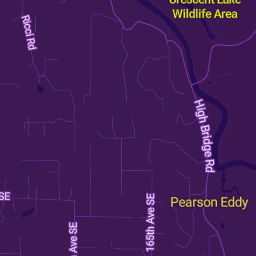 Crescent Lake
Wildlife Area
Ricci Rd
High Bridge Rd
Pearson Eddy
SE
Ave SE
165th Ave SE